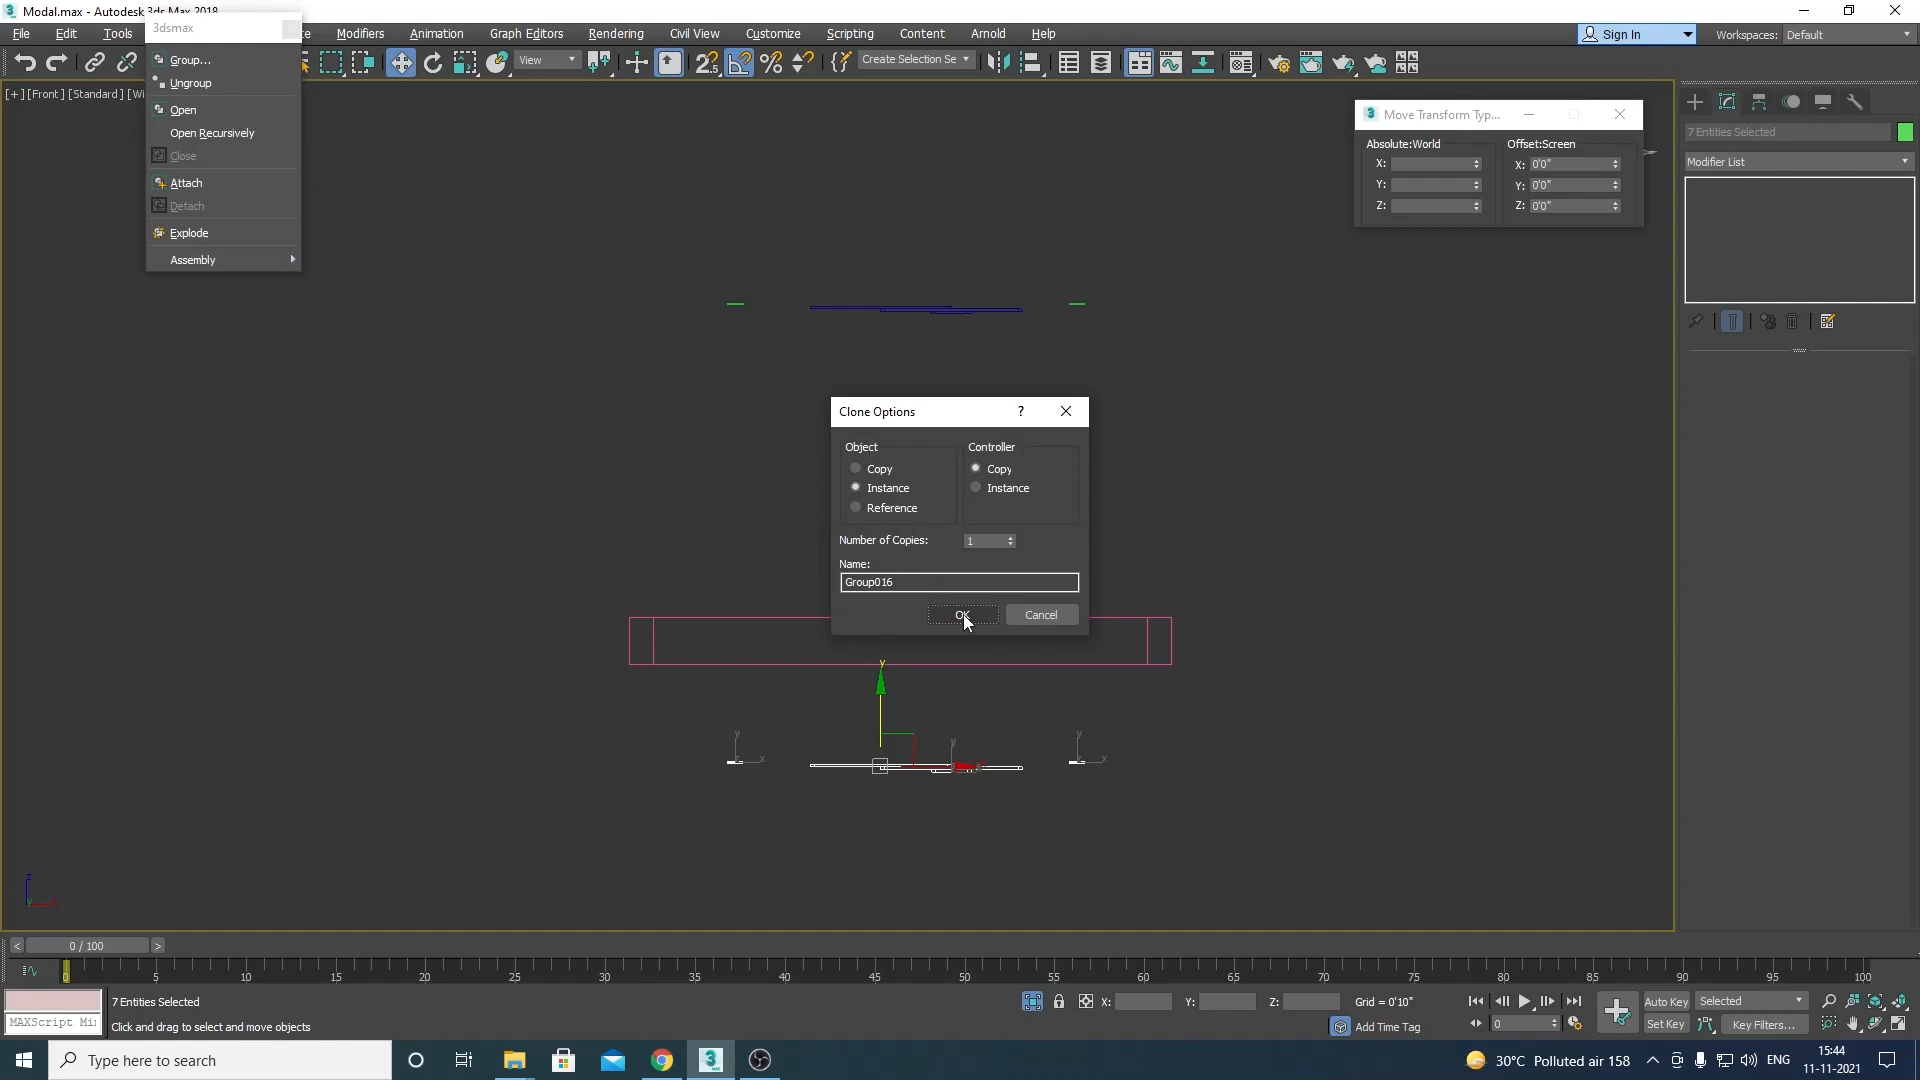 Modal.max - Autodesk 3ds Max 2018
3dsmax
File Edit Tools Modifiers Animation Graph Editors Rendering Civil View Customize Scripting Content Arnold Help
Sign In
Workspaces: Default
View
Create Selection Se
Group...
Ungroup
Open
Open Recursively
Close
Attach
Detach
Explode
Assembly
[+] [Front] [Standard] [Wi
Move Transform Typ...
Absolute:World
Offset:Screen
X: X: 0'0"
Y: Y: 0'0"
Z: Z: 0'0"
7 Entities Selected
Modifier List
Clone Options ?
Object
Controller
Copy Copy
Instance Instance
Reference
Number of Copies: 1
Name:
Group016
OK Cancel
y
y y y
x x
z
0 / 100
0 5 10 15 20 25 30 35 40 45 50 55 60 65 70 75 80 85 90 95 100
7 Entities Selected
X: Y: Z: Grid = 0'10"
Auto Key Selected
MAXScript Mi
Click and drag to select and move objects
Add Time Tag
0
Set Key Key Filters...
Type here to search
30°C Polluted air 158
ENG
15:44
11-11-2021